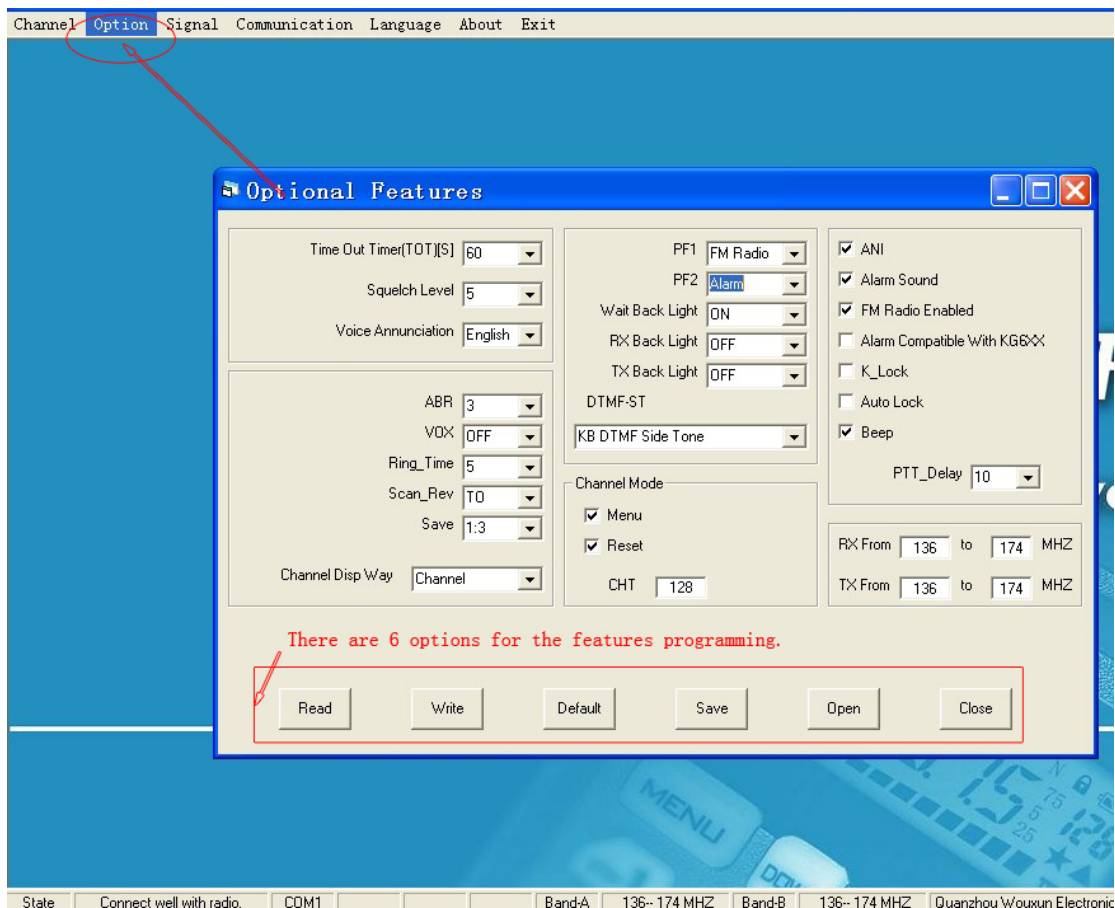 Channel Option Signal Communication Language About Exit
Optional Features
Time Out Timer(TOT)[S] 60
Squelch Level 5
Voice Annunciation English
ABR 3
VOX OFF
Ring_Time 5
Scan_Rev TO
Save 1:3
Channel Disp Way Channel
PF1 FM Radio
PF2 Alarm
Wait Back Light ON
RX Back Light OFF
TX Back Light OFF
DTMF-ST
KB DTMF Side Tone
Channel Mode
Menu
Reset
CHT 128
ANI
Alarm Sound
FM Radio Enabled
Alarm Compatible With KG6XX
K_Lock
Auto Lock
Beep
PTT_Delay 10
RX From 136 to 174 MHZ
TX From 136 to 174 MHZ
There are 6 options for the features programming.
Read Write Default Save Open Close
MENU
N
75
5
25
128
State Connect well with radio. COM1 Band-A 136-- 174 MHZ Band-B 136-- 174 MHZ Quanzhou Wouxun Electronic